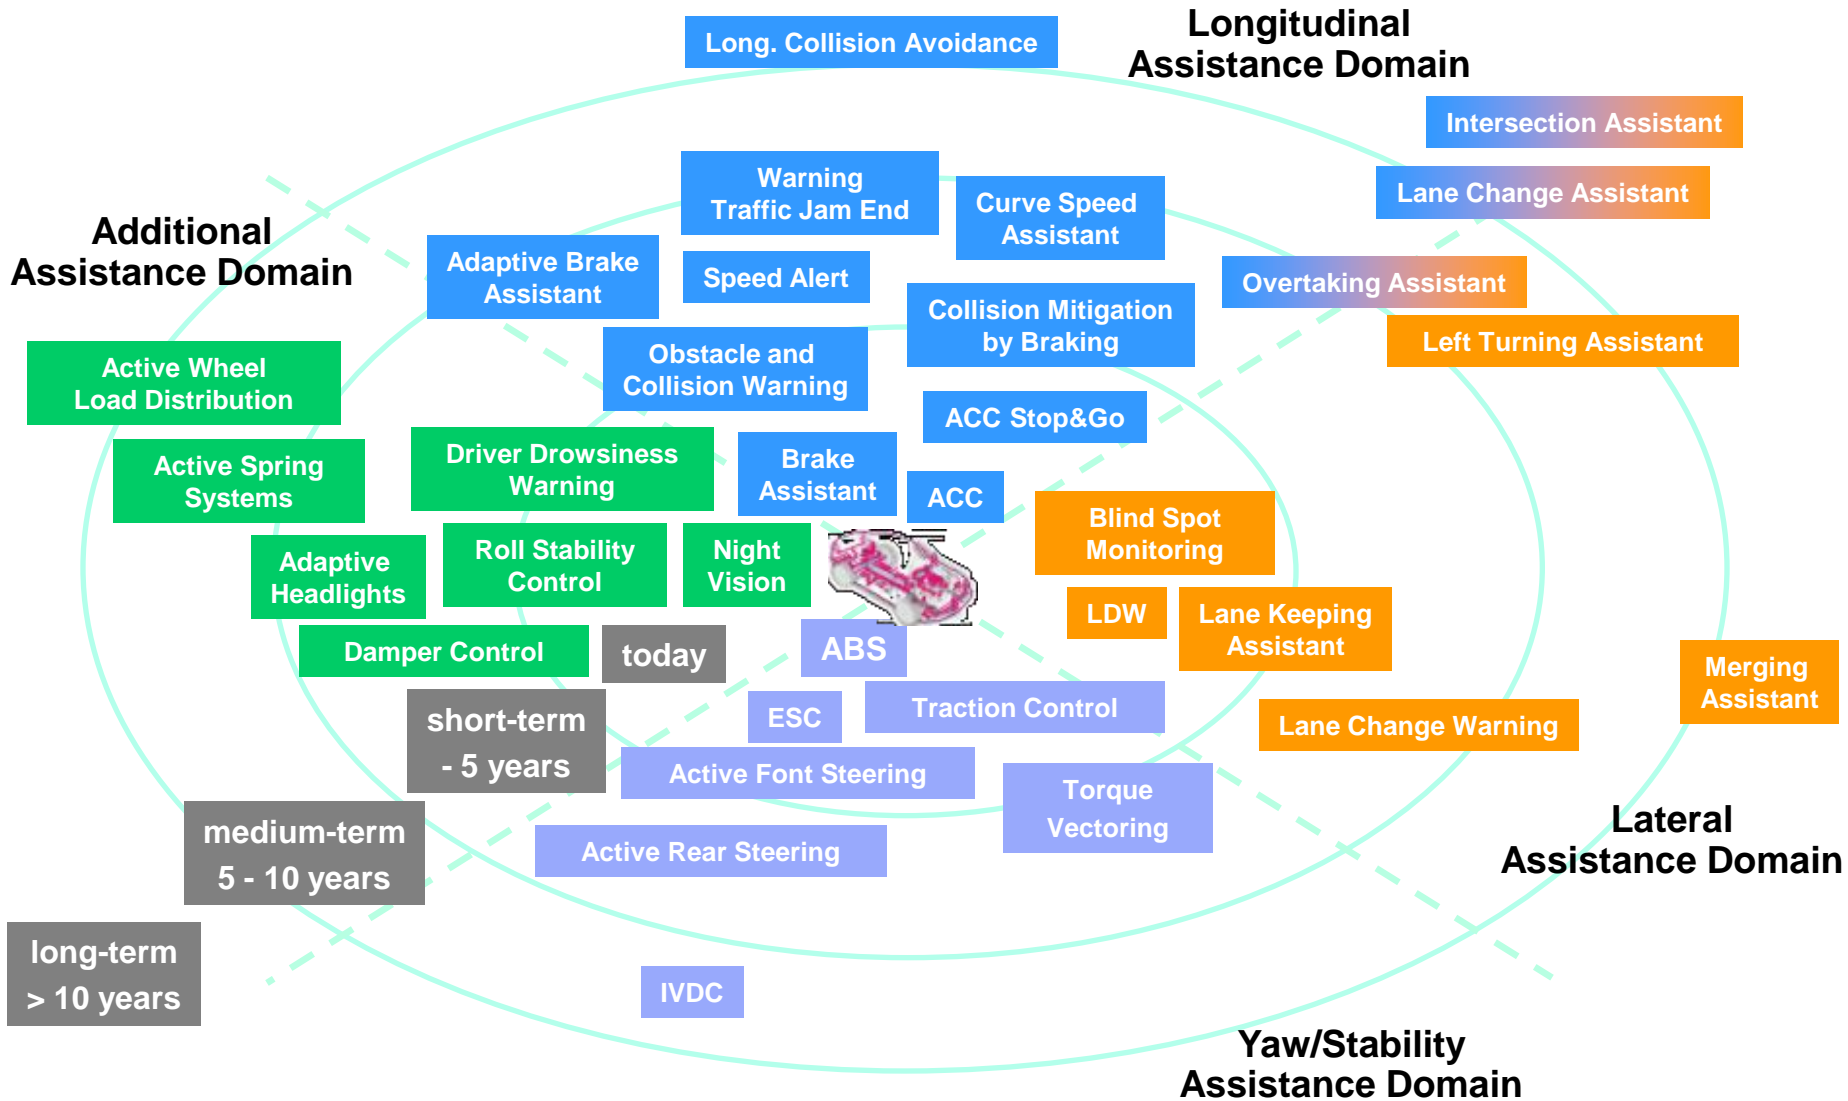 Long. Collision Avoidance
Longitudinal
Assistance Domain
Intersection Assistant
Lane Change Assistant
Warning
Traffic Jam End
Curve Speed
Assistant
Additional
Assistance Domain
Adaptive Brake
Assistant
Speed Alert
Overtaking Assistant
Collision Mitigation
by Braking
Left Turning Assistant
Obstacle and
Collision Warning
Active Wheel
Load Distribution
ACC Stop&Go
Active Spring
Systems
Driver Drowsiness
Warning
Brake
Assistant
ACC
Blind Spot
Monitoring
Adaptive
Headlights
Roll Stability
Control
Night
Vision
LDW
Lane Keeping
Assistant
Damper Control
today
ABS
Merging
Assistant
short-term
- 5 years
ESC
Traction Control
Lane Change Warning
Active Font Steering
Torque
Vectoring
medium-term
5 - 10 years
Active Rear Steering
Lateral
Assistance Domain
long-term
> 10 years
IVDC
Yaw/Stability
Assistance Domain